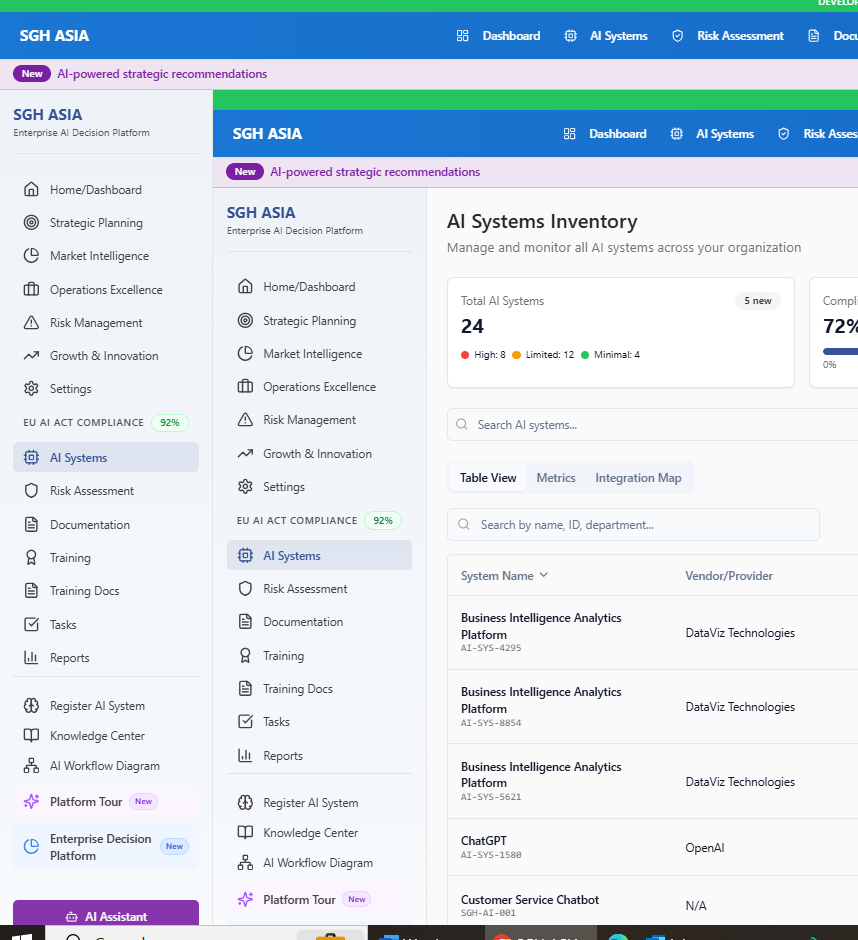 SGH ASIA
Dashboard
AI Systems
Risk Assessment
New
AI-powered strategic recommendations
SGH ASIA
Enterprise AI Decision Platform
Home/Dashboard
Strategic Planning
Market Intelligence
Operations Excellence
Risk Management
Growth & Innovation
Settings
EU AI ACT COMPLIANCE 92%
AI Systems
Risk Assessment
Documentation
Training
Training Docs
Tasks
Reports
Register AI System
Knowledge Center
AI Workflow Diagram
Platform Tour New
Enterprise Decision
Platform
New
AI Assistant
SGH ASIA
Dashboard
AI Systems
Risk Asses
New
AI-powered strategic recommendations
SGH ASIA
Enterprise AI Decision Platform
Home/Dashboard
Strategic Planning
Market Intelligence
Operations Excellence
Risk Management
Growth & Innovation
Settings
EU AI ACT COMPLIANCE 92%
AI Systems
Risk Assessment
Documentation
Training
Training Docs
Tasks
Reports
Register AI System
Knowledge Center
AI Workflow Diagram
Platform Tour New
AI Systems Inventory
Manage and monitor all AI systems across your organization
Total AI Systems
5 new
24
High: 8
Limited: 12
Minimal: 4
Compli
72%
0%
Search AI systems...
Table View
Metrics
Integration Map
Search by name, ID, department...
System Name
Vendor/Provider
Business Intelligence Analytics
Platform
AI-SYS-4295
DataViz Technologies
Business Intelligence Analytics
Platform
AI-SYS-8854
DataViz Technologies
Business Intelligence Analytics
Platform
AI-SYS-5621
DataViz Technologies
ChatGPT
AI-SYS-1580
OpenAI
Customer Service Chatbot
SGH-AI-001
N/A